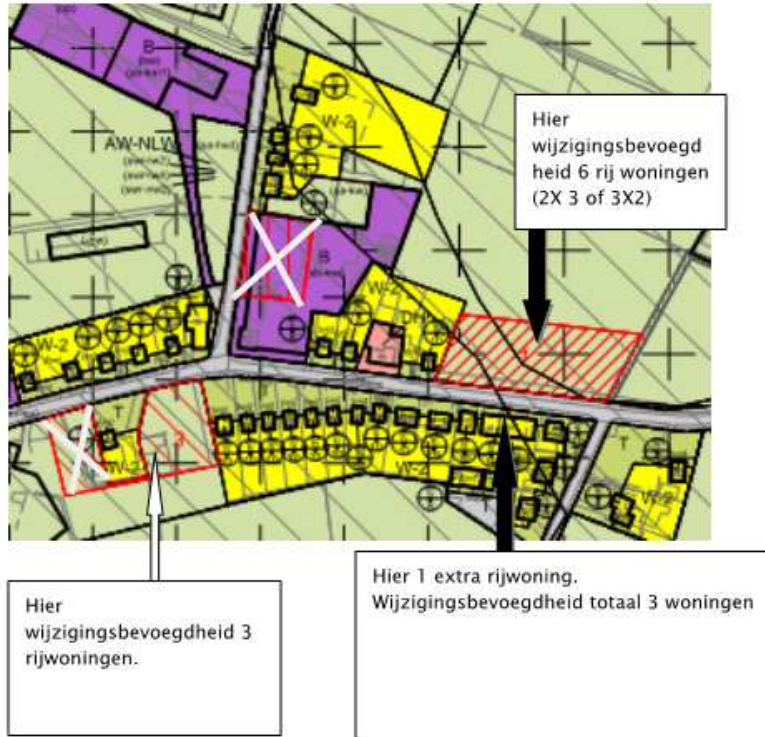 B
AW-NLW
W-2
Hier
wijzigingsbevoegd
heid 6 rij woningen
(2X 3 of 3X2)
B
W-2
W-2
T
W-2
W-2
T
W-2
Hier
wijzigingsbevoegdheid 3
rijwoningen.
Hier 1 extra rijwoning.
Wijzigingsbevoegdheid totaal 3 woningen